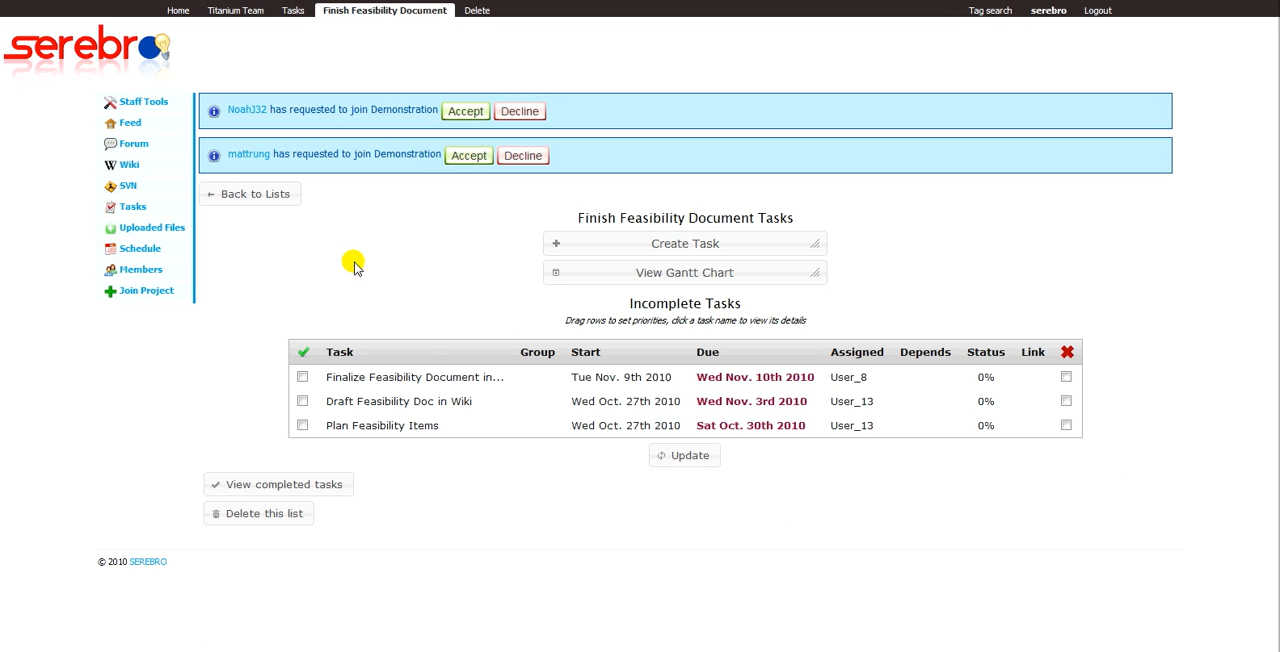 Home Titanium Team Tasks Finish Feasibility Document Delete Tag search serebro Logout
serebro
Staff Tools
Feed
Forum
Wiki
SVN
Tasks
Uploaded Files
Schedule
Members
Join Project
NoahJ32 has requested to join Demonstration Accept Decline
mattrung has requested to join Demonstration Accept Decline
Back to Lists
Finish Feasibility Document Tasks
Create Task
View Gantt Chart
Incomplete Tasks
Drag rows to set priorities, click a task name to view its details
Task Group Start Due Assigned Depends Status Link
Finalize Feasibility Document in... Tue Nov. 9th 2010 Wed Nov. 10th 2010 User_8 0%
Draft Feasibility Doc in Wiki Wed Oct. 27th 2010 Wed Nov. 3rd 2010 User_13 0%
Plan Feasibility Items Wed Oct. 27th 2010 Sat Oct. 30th 2010 User_13 0%
Update
View completed tasks
Delete this list
© 2010 SEREBRO